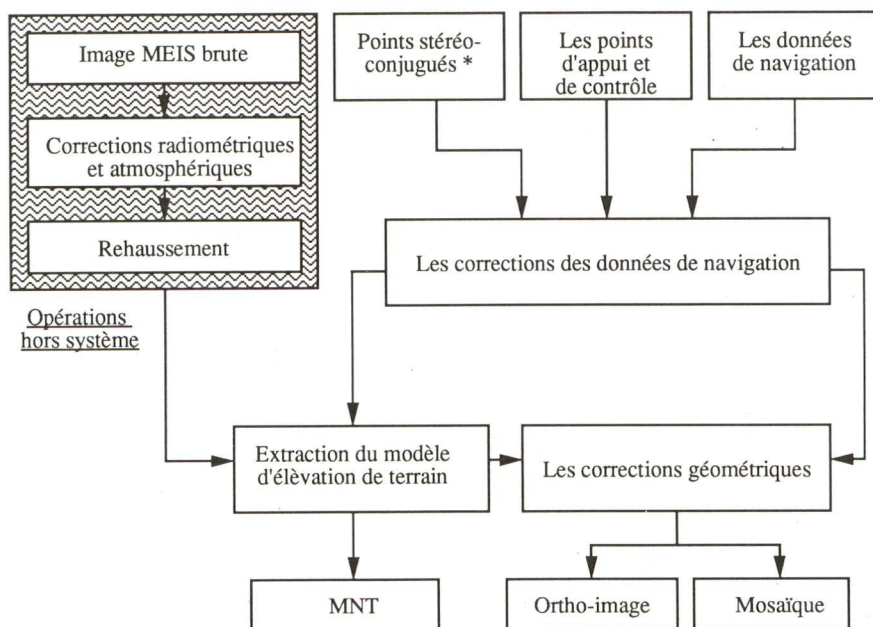 Image MEIS brute
Corrections radiométriques
et atmosphériques
Rehaussement
Opérations
hors système
Points stéréo-
conjugués *
Les points
d'appui et
de contrôle
Les données
de navigation
Les corrections des données de navigation
Extraction du modèle
d'élèvation de terrain
Les corrections géométriques
MNT
Ortho-image
Mosaïque